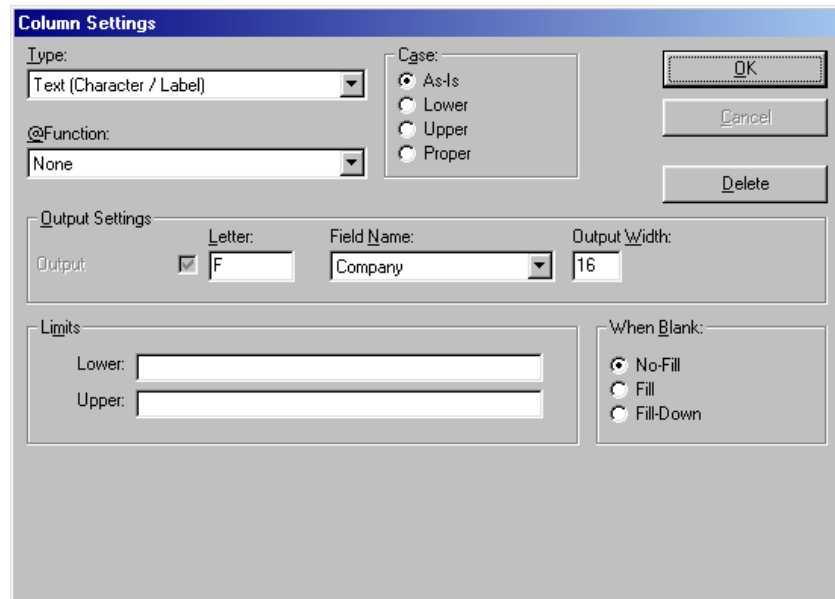 Column Settings
Type:
Text (Character / Label)
@Function:
None
Case:
As-Is
Lower
Upper
Proper
OK
Cancel
Delete
Output Settings
Output
Letter:
F
Field Name:
Company
Output Width:
16
Limits
Lower:
Upper:
When Blank:
No-Fill
Fill
Fill-Down